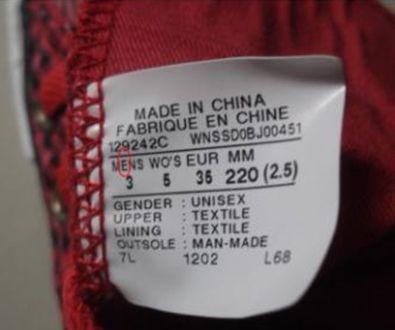 MADE IN CHINA
FABRIQUE EN CHINE
129242C WNSSD0BJ00451
MENS WO'S EUR MM
3 5 35 220 (2.5)
GENDER : UNISEX
UPPER : TEXTILE
LINING : TEXTILE
OUTSOLE : MAN-MADE
7L 1202 L68